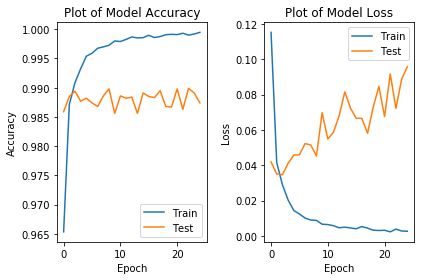 Plot of Model Accuracy
1.000
0.995
0.990
0.985
0.980
0.975
0.970
0.965
Accuracy
Train
Test
0
10
20
Epoch
Plot of Model Loss
0.12
0.10
0.08
0.06
0.04
0.02
0.00
Loss
Train
Test
0
20
Epoch